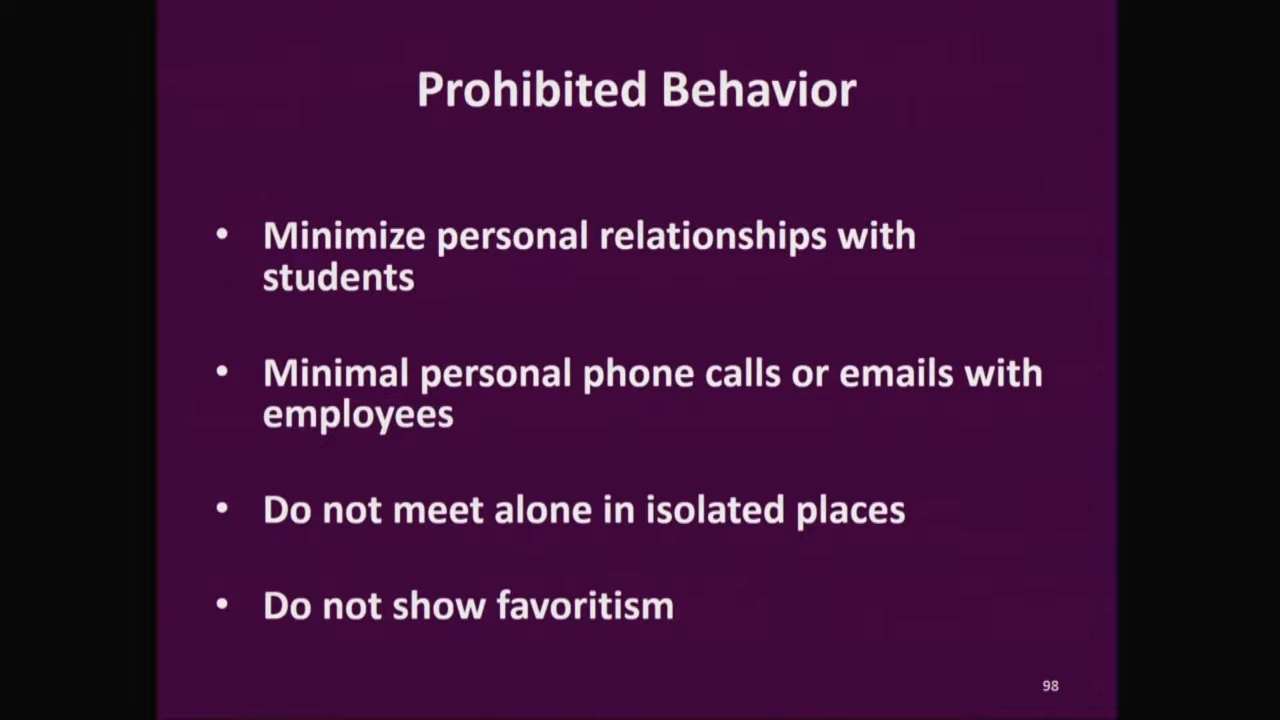 Prohibited Behavior
• Minimize personal relationships with
students
• Minimal personal phone calls or emails with
employees
• Do not meet alone in isolated places
• Do not show favoritism
98